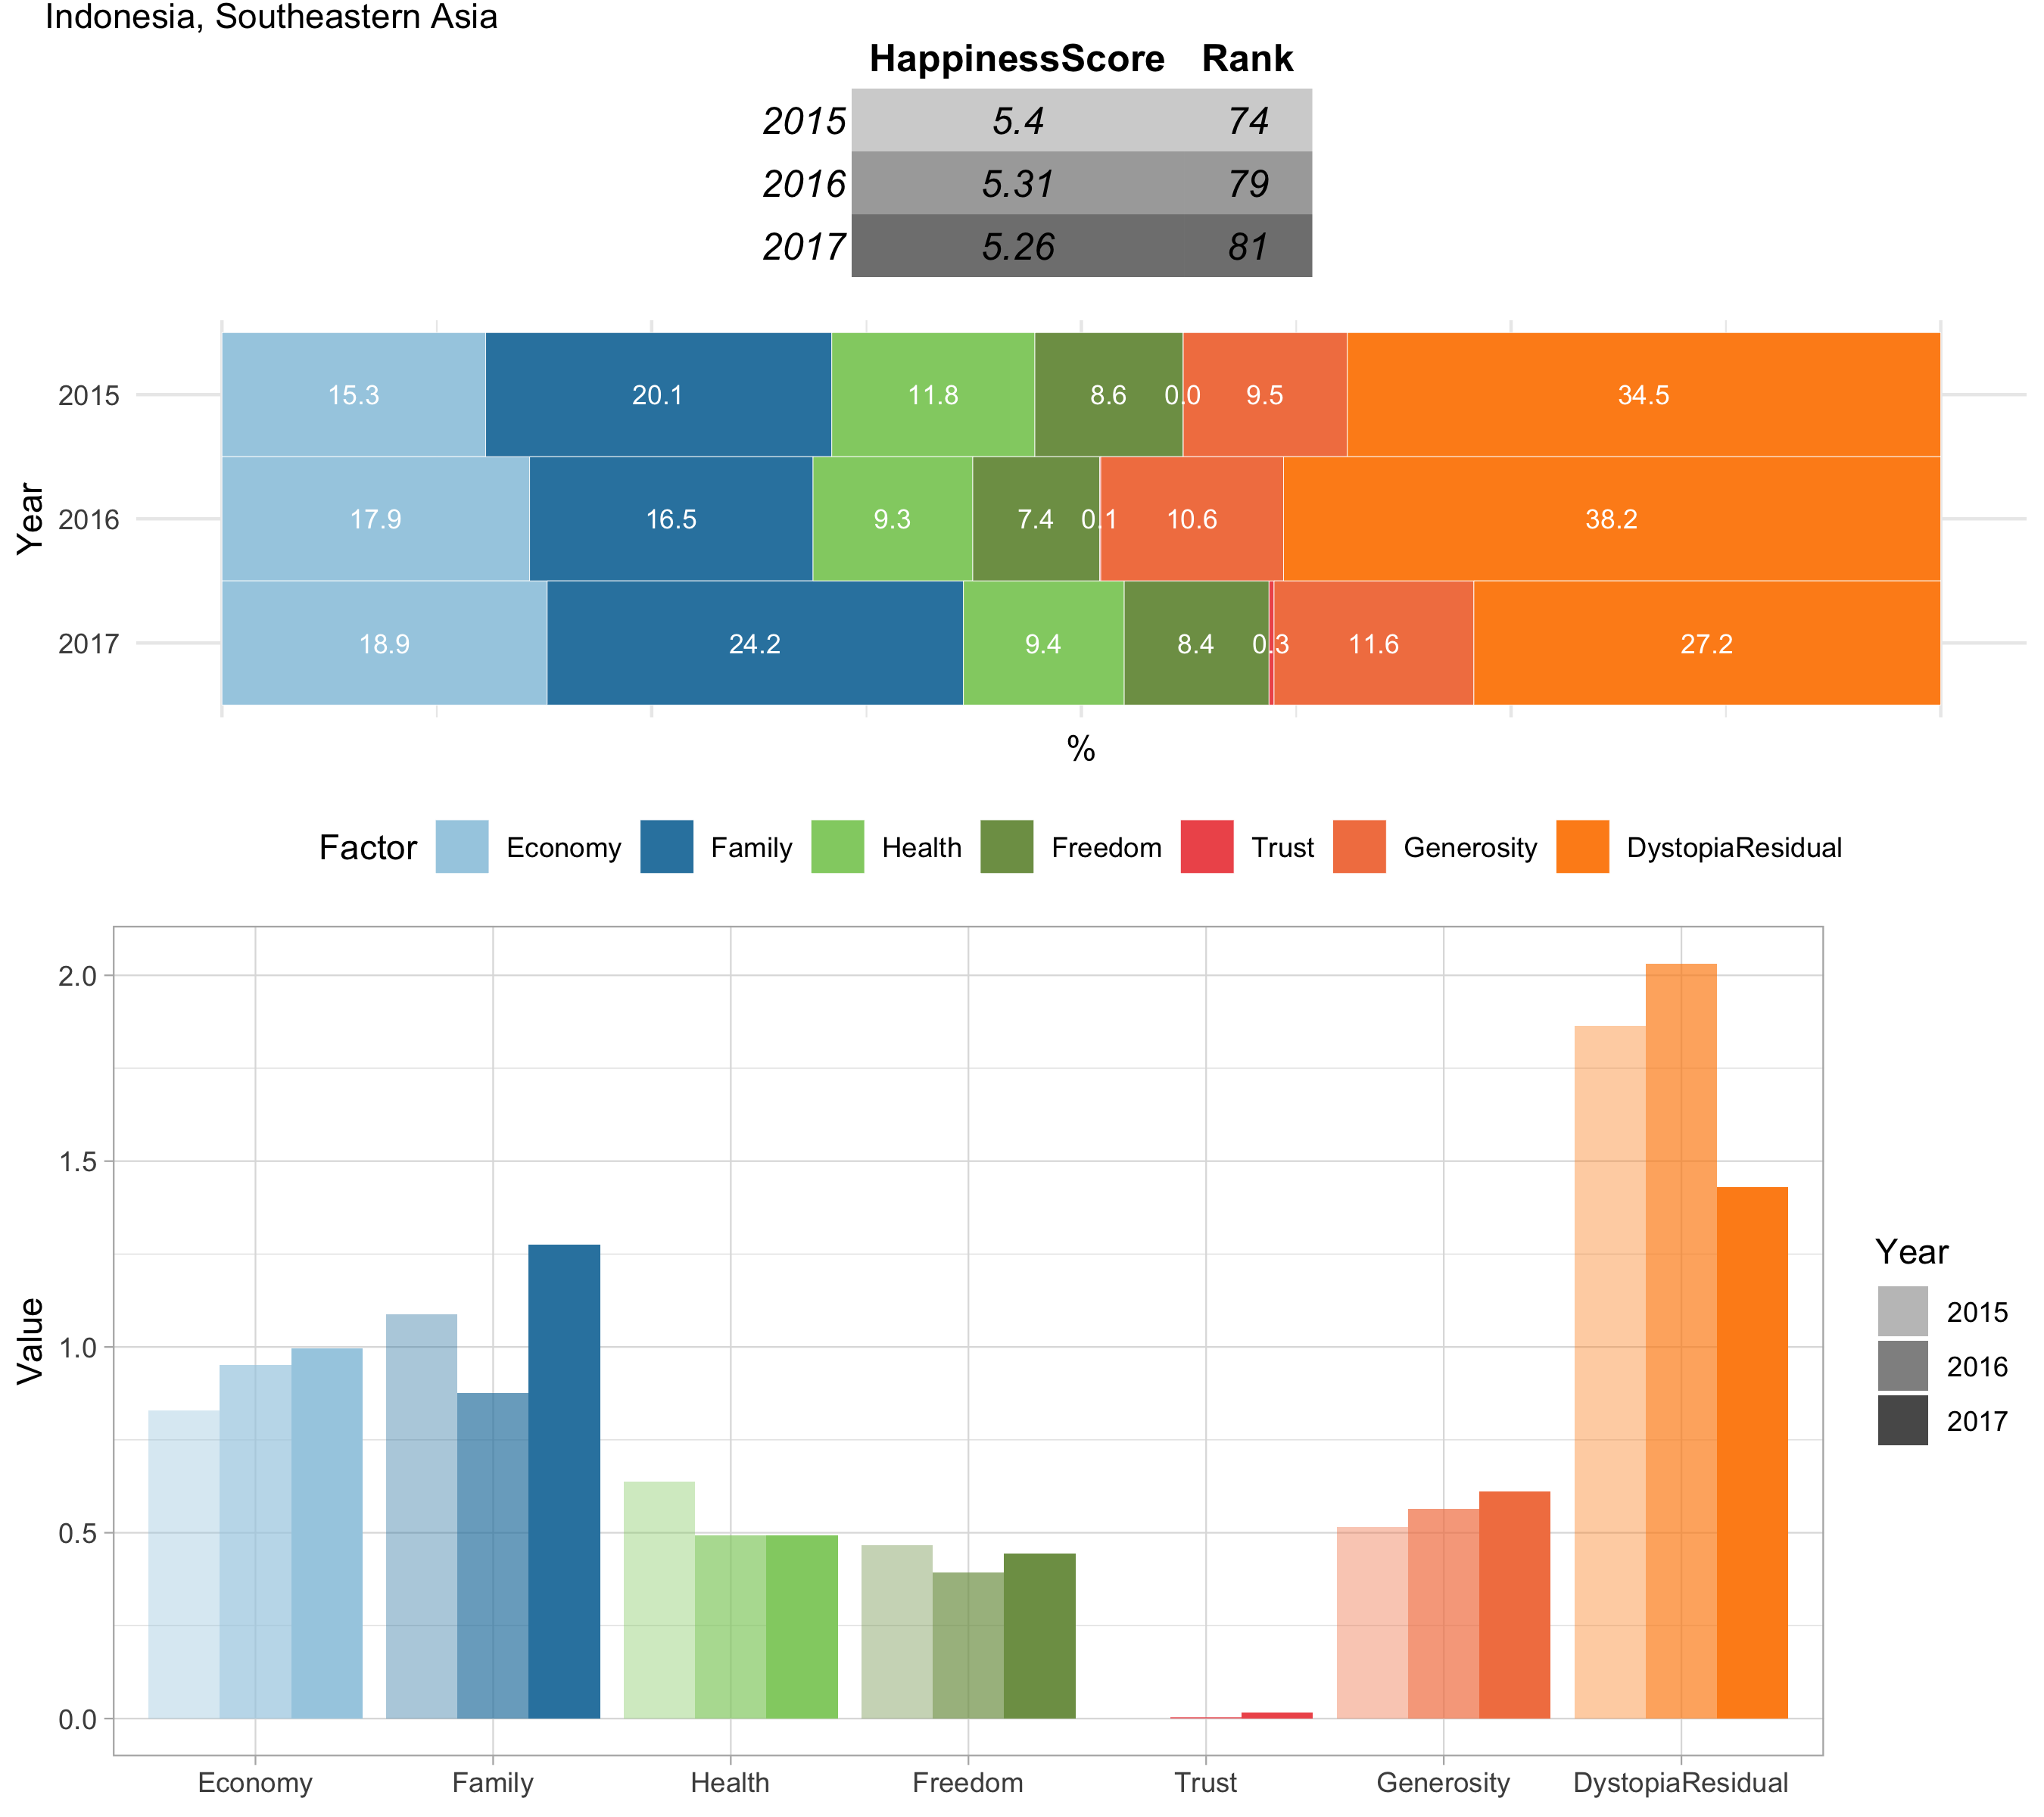 Indonesia, Southeastern Asia
HappinessScore Rank
2015 5.4 74
2016 5.31 79
2017 5.26 81
2015 15.3 20.1 11.8 8.6 0.0 9.5 34.5
2016 17.9 16.5 9.3 7.4 0.1 10.6 38.2
2017 18.9 24.2 9.4 8.4 0.3 11.6 27.2
Year
%
Factor Economy Family Health Freedom Trust Generosity DystopiaResidual
2.0
1.5
1.0
0.5
0.0
Value
Economy Family Health Freedom Trust Generosity DystopiaResidual
Year
2015
2016
2017